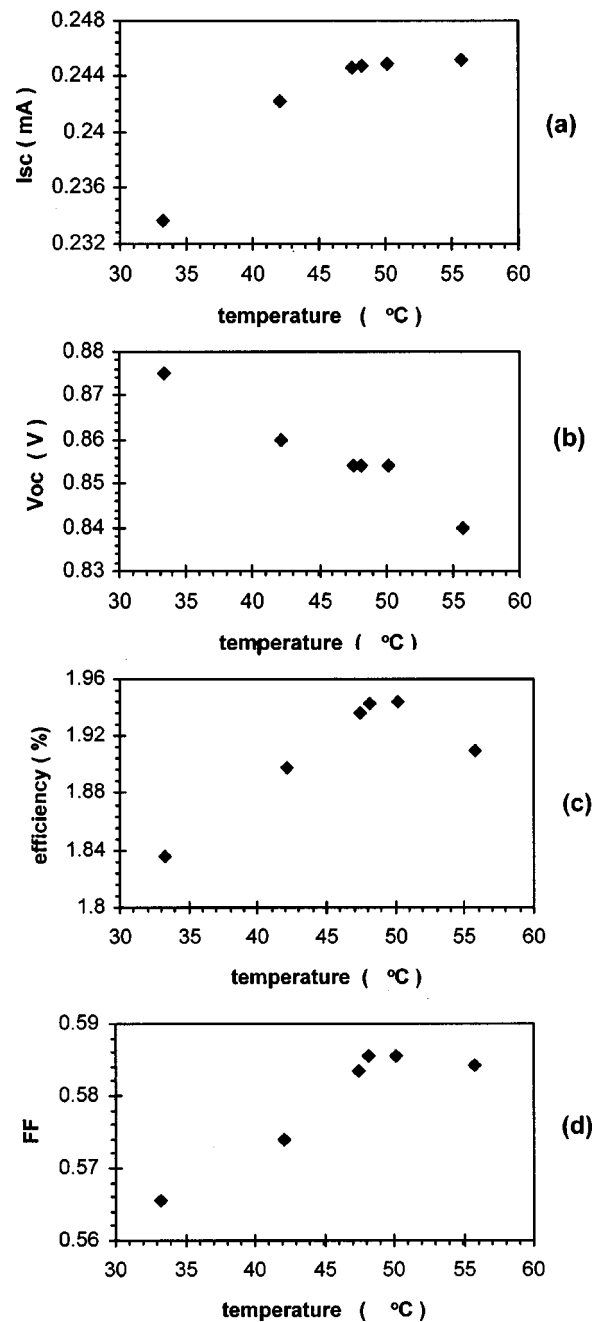 0.248
0.244
0.24
0.236
0.232
Isc ( mA )
30 35 40 45 50 55 60
temperature ( °C )
(a)
0.88
0.87
0.86
0.85
0.84
0.83
Voc ( V )
30 35 40 45 50 55 60
temperature ( °C )
(b)
1.96
1.92
1.88
1.84
1.8
efficiency ( % )
30 35 40 45 50 55 60
temperature ( °C )
(c)
0.59
0.58
0.57
0.56
FF
30 35 40 45 50 55 60
temperature ( °C )
(d)